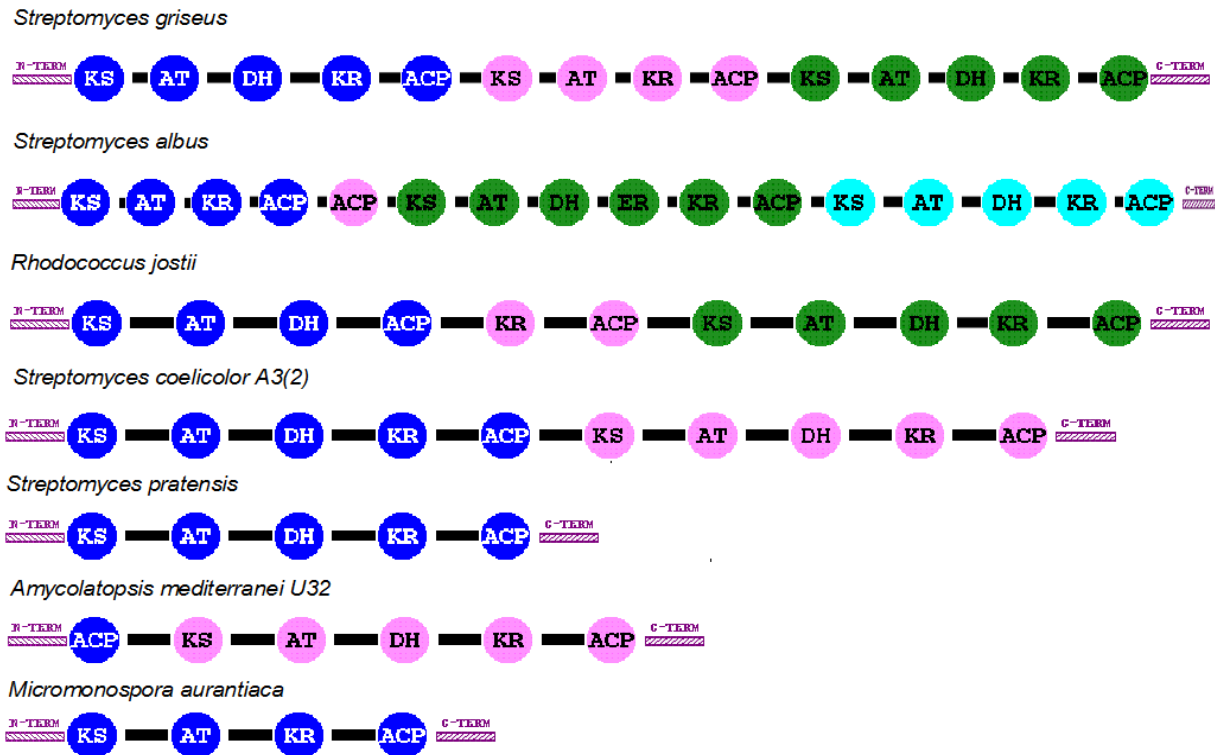 Streptomyces griseus
N-TERM KS AT DH KR ACP KS AT KR ACP KS AT DH KR ACP C-TERM
Streptomyces albus
N-TERM KS AT KR ACP ACP KS AT DH ER KR ACP KS AT DH KR ACP C-TERM
Rhodococcus jostii
N-TERM KS AT DH ACP KR ACP KS AT DH KR ACP C-TERM
Streptomyces coelicolor A3(2)
N-TERM KS AT DH KR ACP KS AT DH KR ACP C-TERM
Streptomyces pratensis
N-TERM KS AT DH KR ACP C-TERM
Amycolatopsis mediterranei U32
N-TERM ACP KS AT DH KR ACP C-TERM
Micromonospora aurantiaca
N-TERM KS AT KR ACP C-TERM